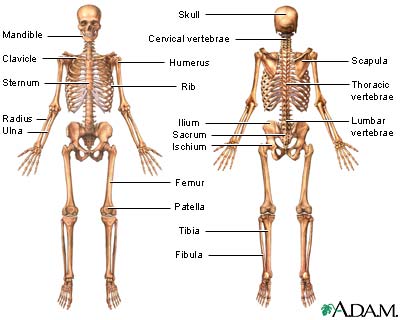 Skull
Mandible
Cervical vertebrae
Clavicle
Humerus
Scapula
Sternum
Rib
Thoracic
vertebrae
Radius
Ulna
Ilium
Lumbar
vertebrae
Sacrum
Ischium
Femur
Patella
Tibia
Fibula
ADAM.